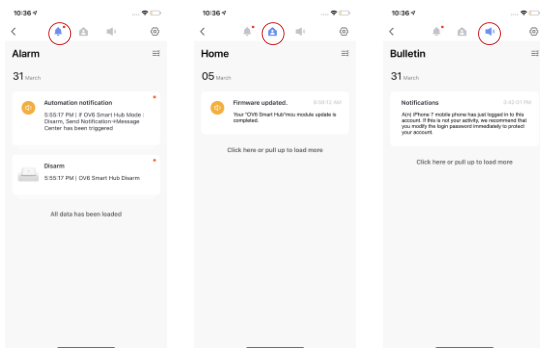 10:36
Alarm
31 March
Automation notification
5:55:17 PM | If OV6 Smart Hub Mode :
Disarm, Send Notification->Message
Center has been triggered
Disarm
5:55:17 PM | OV6 Smart Hub Disarm
All data has been loaded
10:36
Home
05 March
Firmware updated.
Your "OV6 Smart Hub"mcu module update is
completed.
Click here or pull up to load more
10:36
Bulletin
31 March
Notifications 3:42:01 PM
A(n) iPhone 7 mobile phone has just logged in to this
account. If this is not your activity, we recommend that
you modify the login password immediately to protect
your account.
Click here or pull up to load more